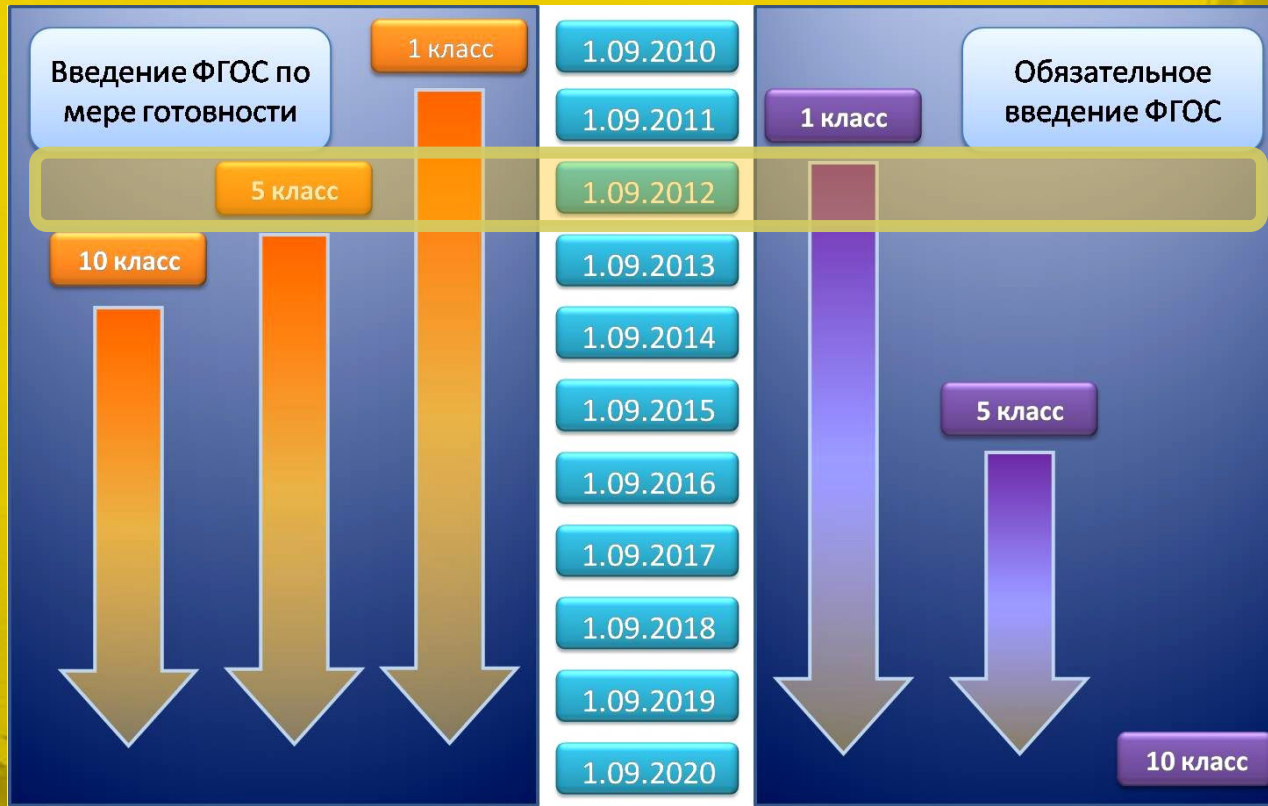 Введение ФГОС по
мере готовности
1 класс
5 класс
10 класс
1.09.2010
1.09.2011
1.09.2012
1.09.2013
1.09.2014
1.09.2015
1.09.2016
1.09.2017
1.09.2018
1.09.2019
1.09.2020
Обязательное
введение ФГОС
1 класс
5 класс
10 класс